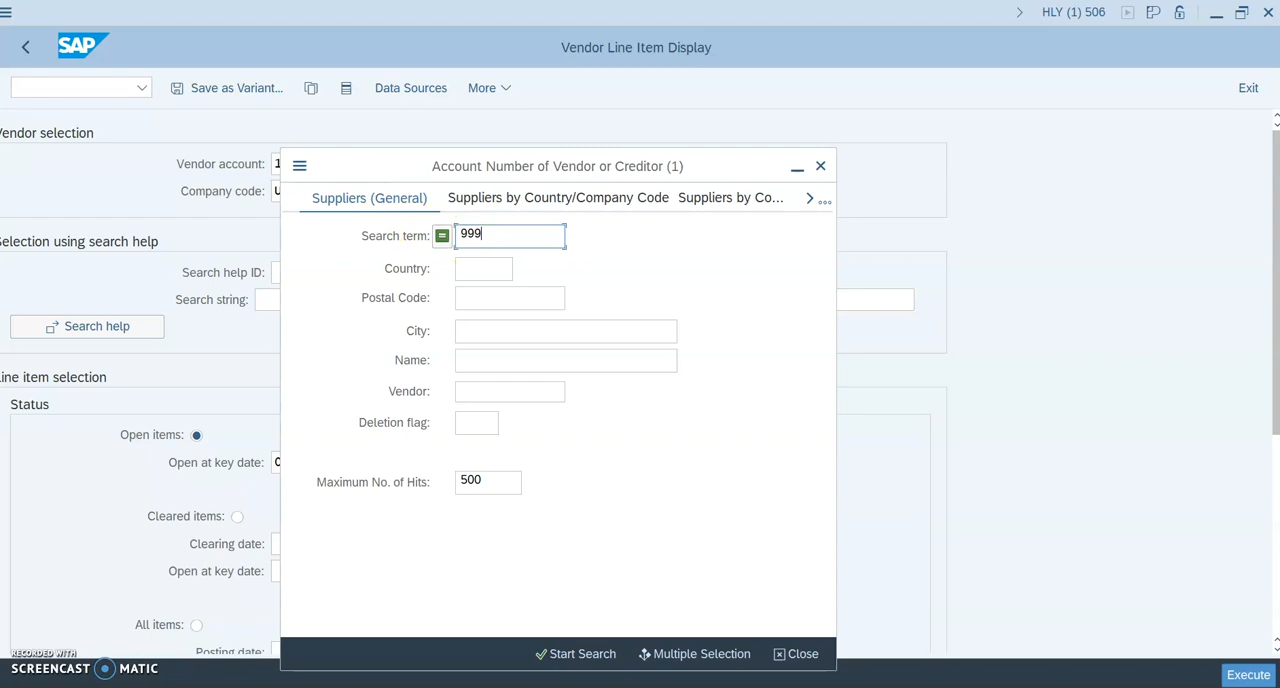 HLY (1) 506
SAP
Vendor Line Item Display
Save as Variant...
Data Sources
More
Exit
Vendor selection
Vendor account: 1
Company code: U
Selection using search help
Search help ID:
Search string:
Search help
Line item selection
Status
Open items:
Open at key date: 0
Cleared items:
Clearing date:
Open at key date:
All items:
Posting date:
Account Number of Vendor or Creditor (1)
Suppliers (General)
Suppliers by Country/Company Code
Suppliers by Co...
Search term: 999
Country:
Postal Code:
City:
Name:
Vendor:
Deletion flag:
Maximum No. of Hits: 500
Start Search
Multiple Selection
Close
RECORDED WITH
SCREENCAST MATIC
Execute